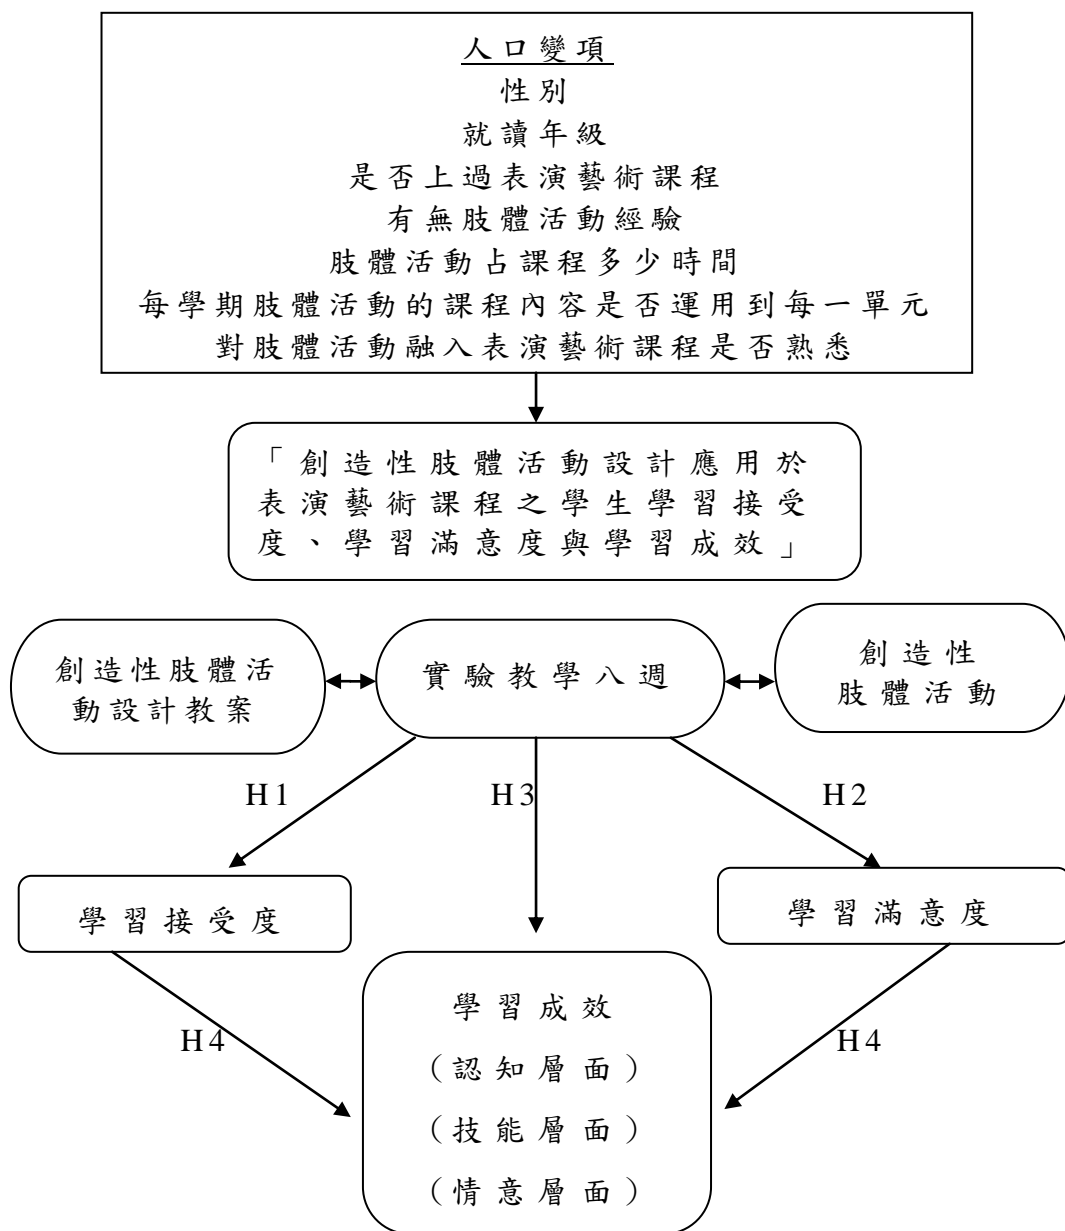 人口變項
性別
就讀年級
是否上過表演藝術課程
有無肢體活動經驗
肢體活動占課程多少時間
每學期肢體活動的課程內容是否運用到每一單元
對肢體活動融入表演藝術課程是否熟悉
「創造性肢體活動設計應用於
表演藝術課程之學生學習接受
度、學習滿意度與學習成效」
創造性肢體活
動設計教案
實驗教學八週
創造性
肢體活動
H1
H3
H2
學習接受度
學習滿意度
H4
H4
學習成效
（認知層面）
（技能層面）
（情意層面）